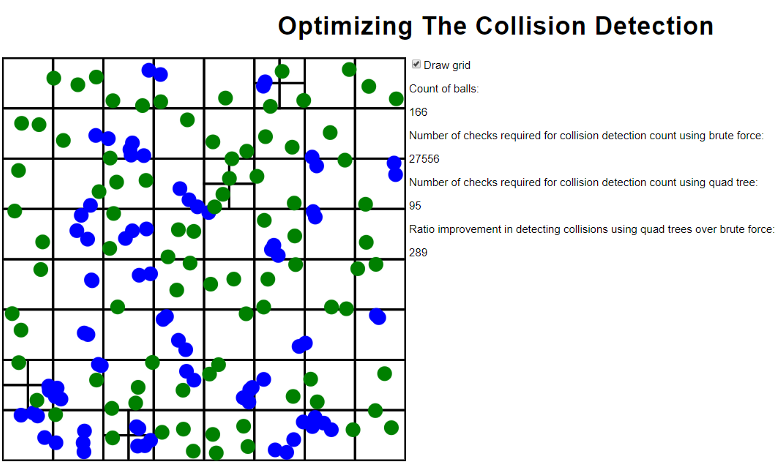 Optimizing The Collision Detection
Draw grid
Count of balls:
166
Number of checks required for collision detection count using brute force:
27556
Number of checks required for collision detection count using quad tree:
95
Ratio improvement in detecting collisions using quad trees over brute force:
289